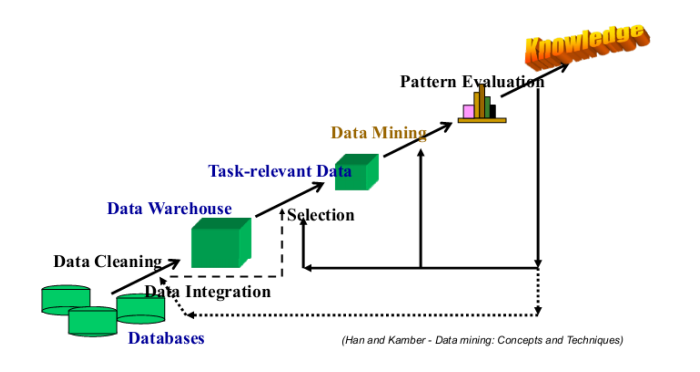 Knowledge
Pattern Evaluation
Data Mining
Task-relevant Data
Data Warehouse
Selection
Data Cleaning
Data Integration
Databases
(Han and Kamber - Data mining: Concepts and Techniques)